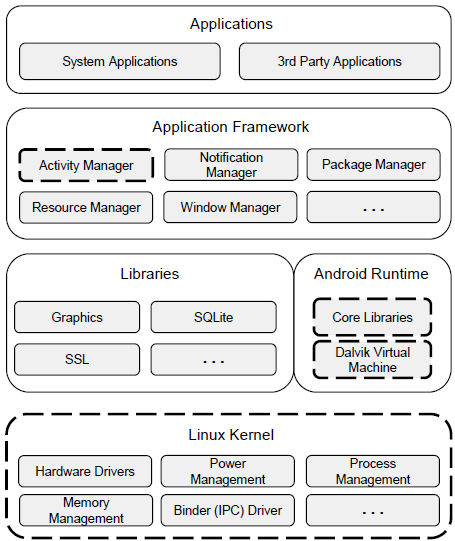 Applications
System Applications
3rd Party Applications
Application Framework
Activity Manager
Notification
Manager
Package Manager
Resource Manager
Window Manager
. . .
Libraries
Graphics
SQLite
SSL
. . .
Android Runtime
Core Libraries
Dalvik Virtual
Machine
Linux Kernel
Hardware Drivers
Power
Management
Process
Management
Memory
Management
Binder (IPC) Driver
. . .